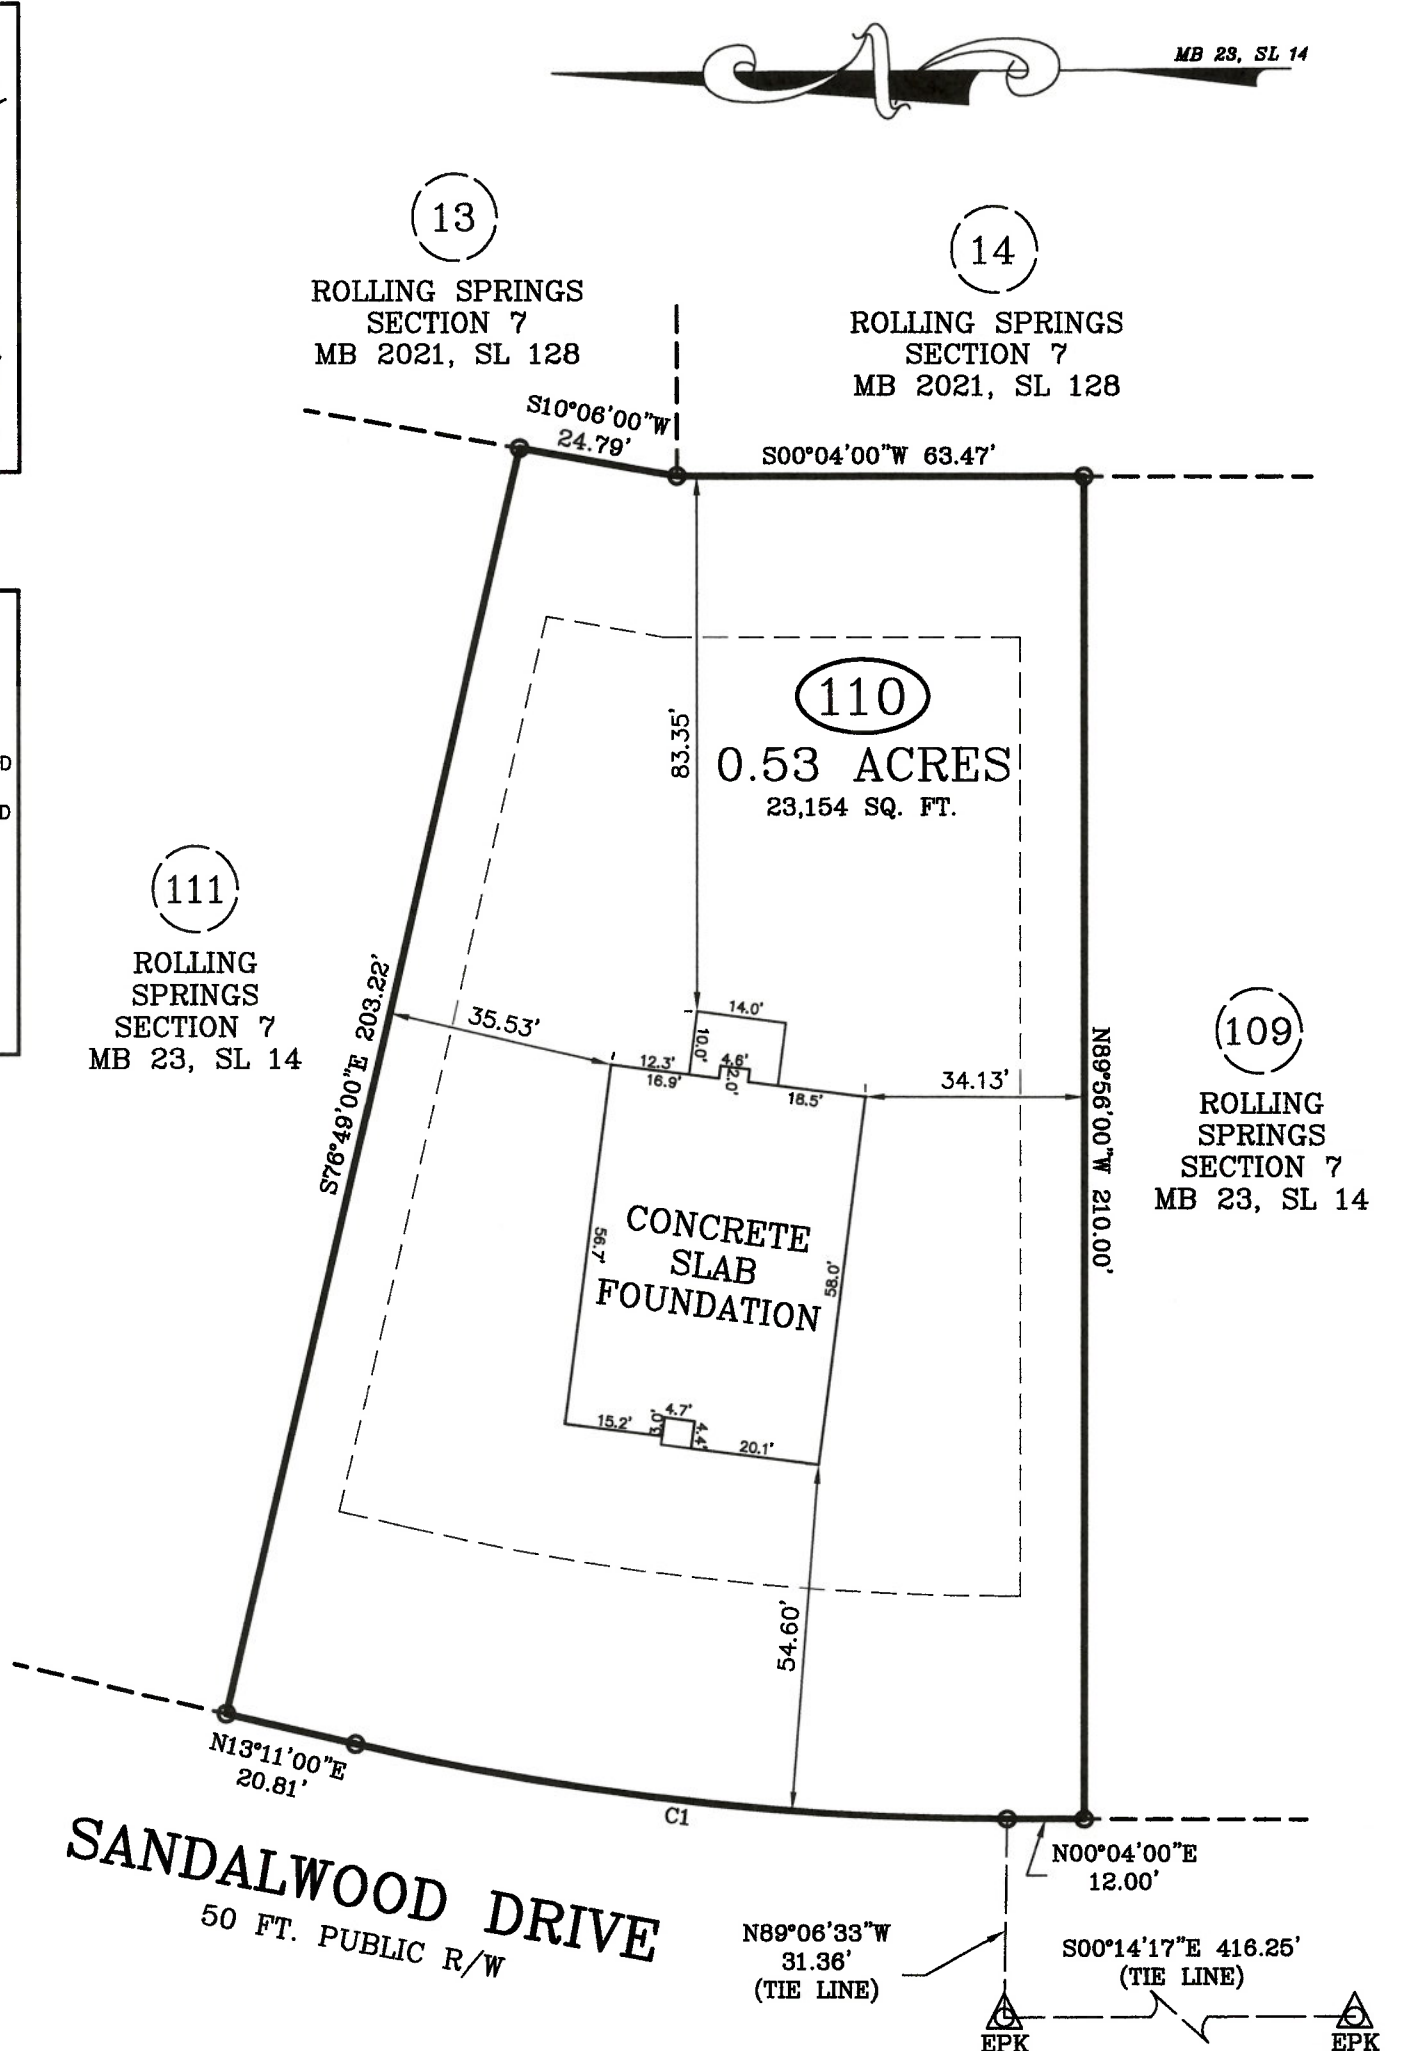 MB 23, SL 14
13
ROLLING SPRINGS
SECTION 7
MB 2021, SL 128
14
ROLLING SPRINGS
SECTION 7
MB 2021, SL 128
S10°06'00"W
24.79'
S00°04'00"W 63.47'
110
0.53 ACRES
23,154 SQ. FT.
83.35'
D
D
111
ROLLING
SPRINGS
SECTION 7
MB 23, SL 14
S76°49'00"E 203.22'
35.53'
14.0'
10.0'
12.3'
16.9'
4.6'
2.0'
18.5'
34.13'
N89°56'00"W 210.00'
109
ROLLING
SPRINGS
SECTION 7
MB 23, SL 14
CONCRETE
SLAB
FOUNDATION
56.7'
58.0'
15.2'
3.0'
4.7'
4.4'
20.1'
54.60'
N13°11'00"E
20.81'
C1
SANDALWOOD DRIVE
50 FT. PUBLIC R/W
N00°04'00"E
12.00'
N89°06'33"W
31.36'
(TIE LINE)
S00°14'17"E 416.25'
(TIE LINE)
EPK
EPK